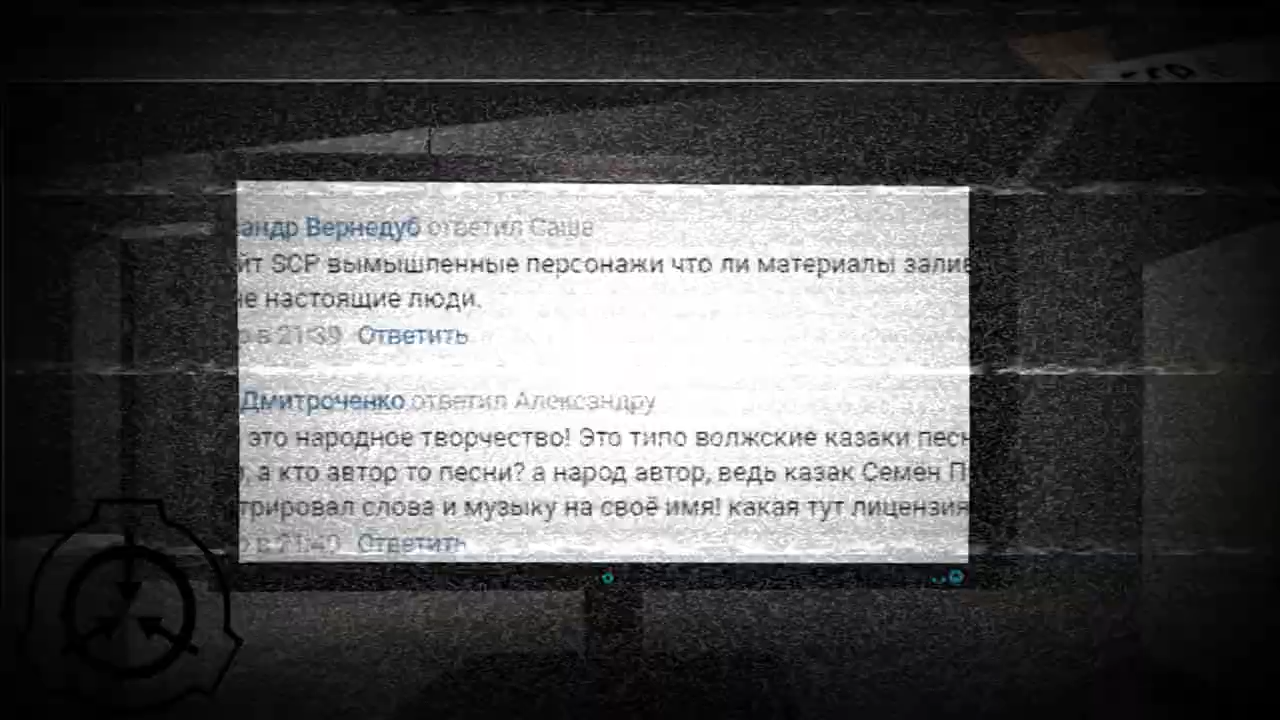 андр Вернедуб ответил Саше
йт SCP вымышленные персонажи что ли материалы залив
не настоящие люди.
в 21:39 Ответить
Дмитроченко ответил Александру
это народное творчество! Это типо волжские казаки песн
, а кто автор то песни? а народ автор, ведь казак Семён П
трировал слова и музыку на своё имя! какая тут лицензия
в 21:40 Ответить